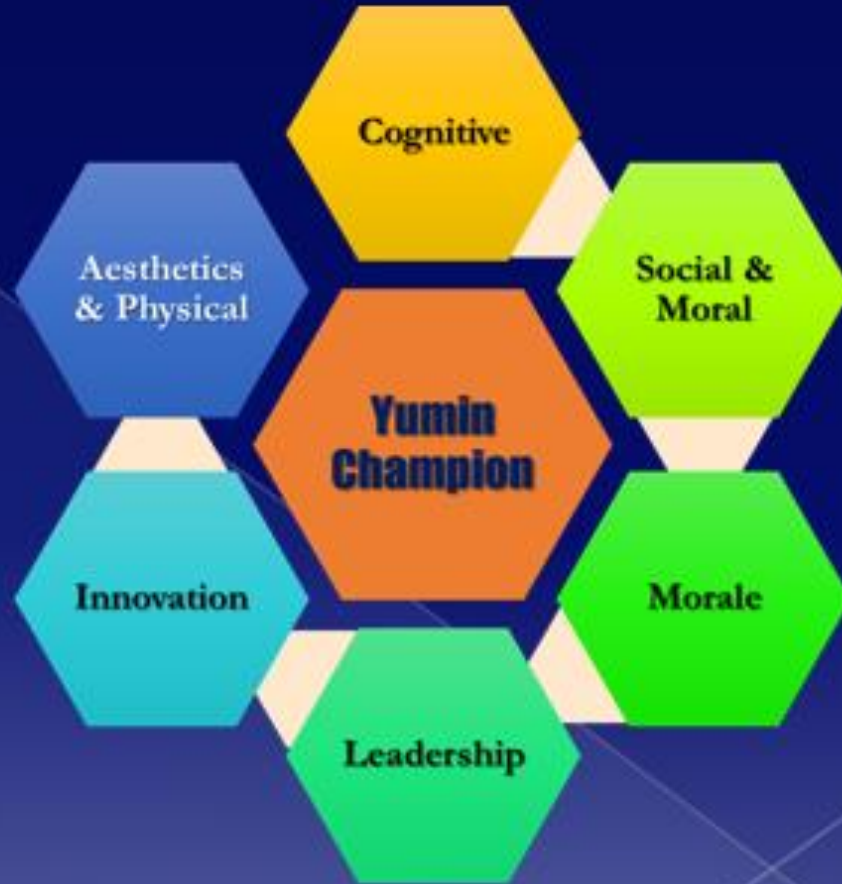 Cognitive
Aesthetics
& Physical
Social &
Moral
Yumin
Champion
Innovation
Morale
Leadership